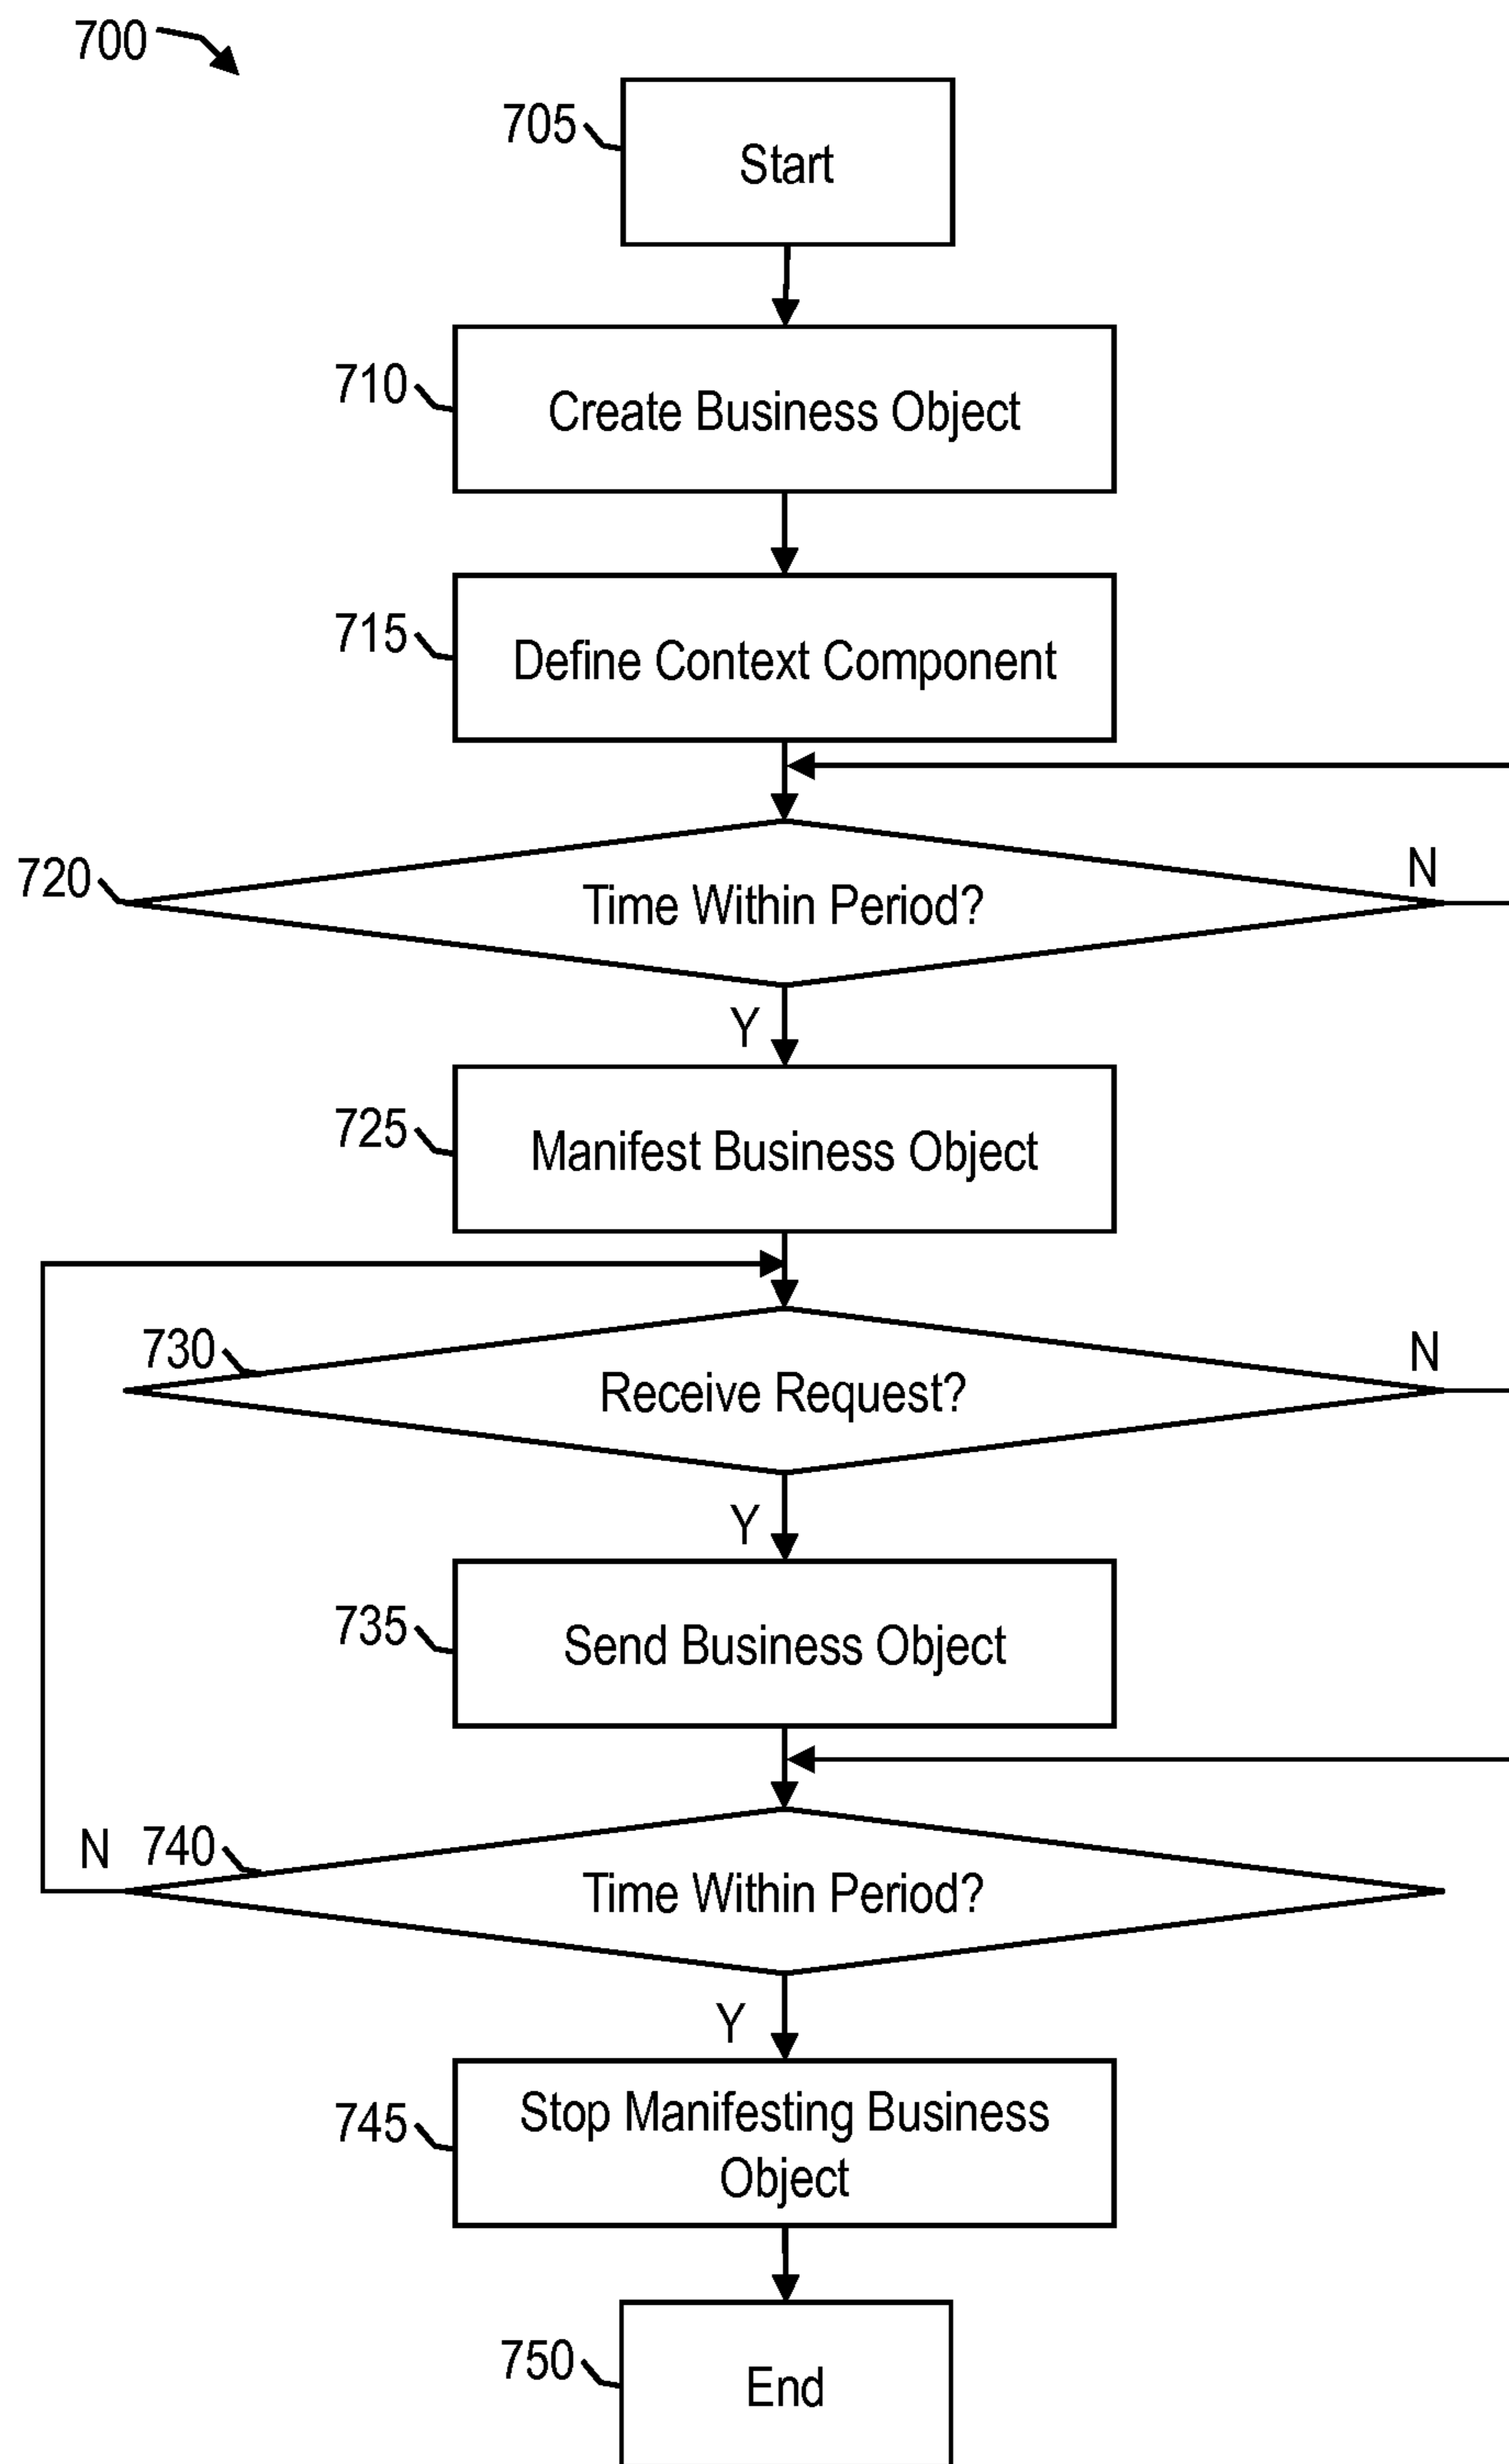 700
705
Start
710
Create Business Object
715
Define Context Component
720
Time Within Period?
N
Y
725
Manifest Business Object
730
Receive Request?
N
Y
735
Send Business Object
N
740
Time Within Period?
Y
745
Stop Manifesting Business
Object
750
End